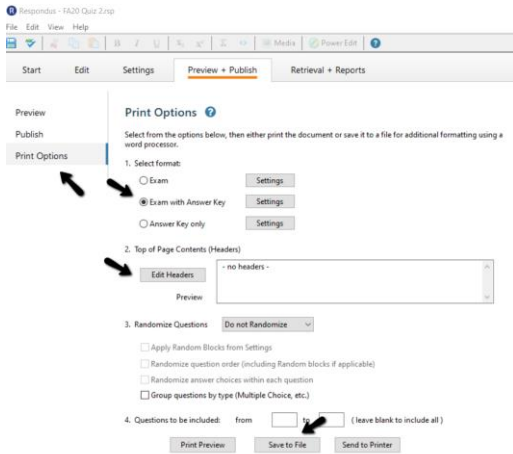 Respondus - FA20 Quiz 2.rsp
File Edit View Help
B I U Media Power Edit ?
Start Edit Settings Preview + Publish Retrieval + Reports
Preview
Publish
Print Options
Print Options ?
Select from the options below, then either print the document or save it to a file for additional formatting using a
word processor.
1. Select format:
Exam Settings
Exam with Answer Key Settings
Answer Key only Settings
2. Top of Page Contents (Headers)
Edit Headers
- no headers -
Preview
3. Randomize Questions Do not Randomize
Apply Random Blocks from Settings
Randomize question order (including Random blocks if applicable)
Randomize answer choices within each question
Group questions by type (Multiple Choice, etc.)
4. Questions to be included: from to ( leave blank to include all )
Print Preview Save to File Send to Printer